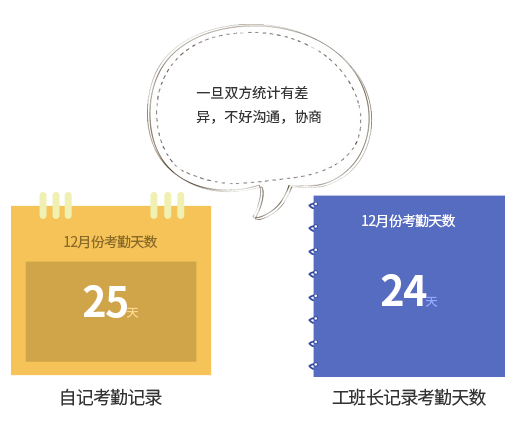 一旦双方统计有差
异，不好沟通，协商
12月份考勤天数
25天
自记考勤记录
12月份考勤天数
24天
工班长记录考勤天数